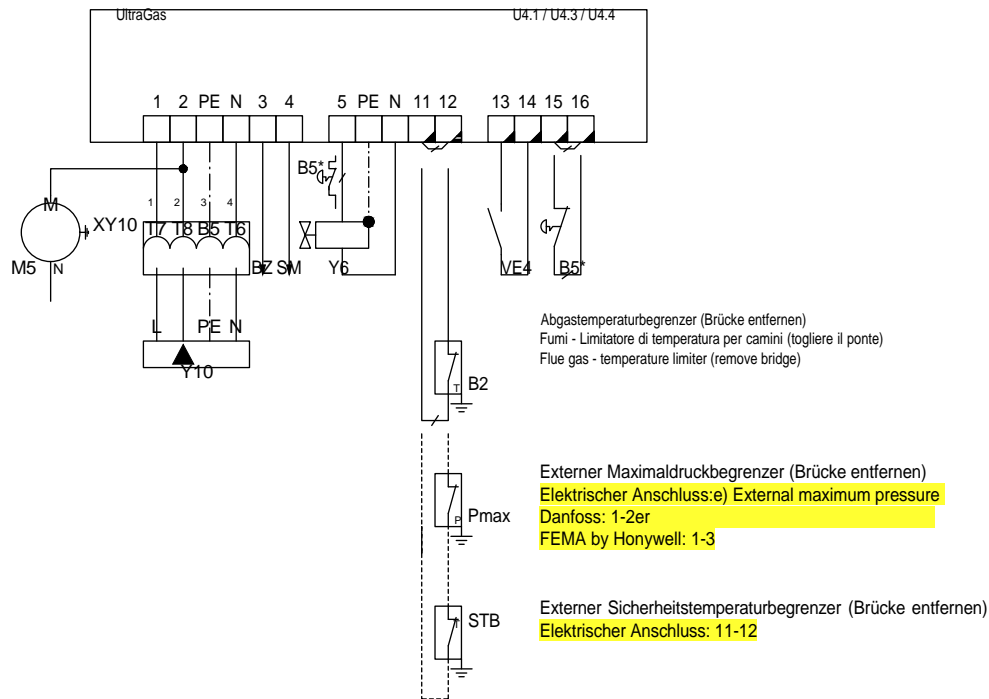 UltraGas U4.1 / U4.3 / U4.4
1 2 PE N 3 4 5 PE N 11 12 13 14 15 16
B5*
1 2 3 4
M
XY10 T7 T8 B5 T6
M5 N BZ SM Y6 VE4 B5*
L PE N
Y10
Abgastemperaturbegrenzer (Brücke entfernen)
Fumi - Limitatore di temperatura per camini (togliere il ponte)
Flue gas - temperature limiter (remove bridge)
T B2
Externer Maximaldruckbegrenzer (Brücke entfernen)
Elektrischer Anschluss:e) External maximum pressure
P Pmax
Danfoss: 1-2er
FEMA by Honywell: 1-3
T STB
Externer Sicherheitstemperaturbegrenzer (Brücke entfernen)
Elektrischer Anschluss: 11-12